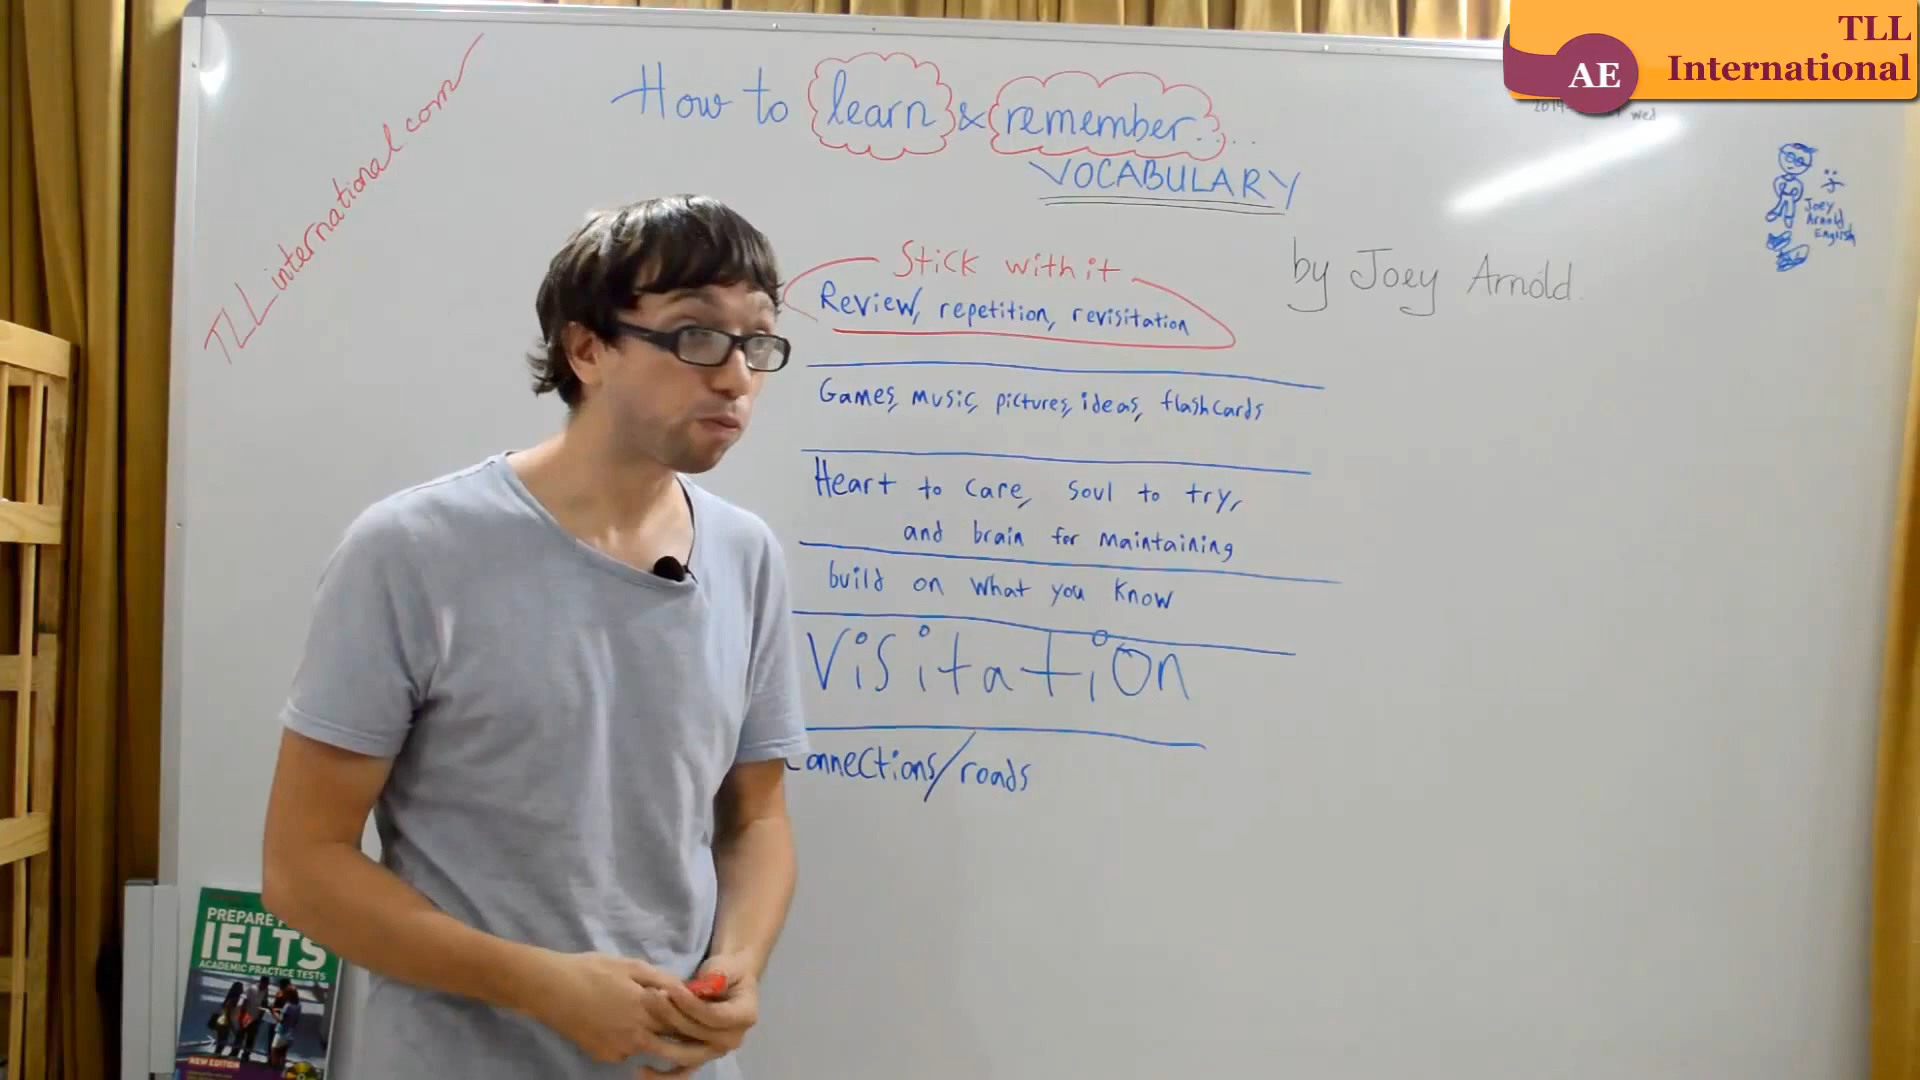 TLL
International
AE
wed
TLLinternational.com
How to learn & remember.....
VOCABULARY
Joey
Arnold
English
by Joey Arnold.
Stick with it
Review, repetition, revisitation
Games, music, pictures, ideas, flashcards
Heart to care, soul to try,
and brain for maintaining
build on what you know
Visitation
onnections/roads
PREPARE
IELTS
ACADEMIC PRACTICE TESTS
NEW EDITION